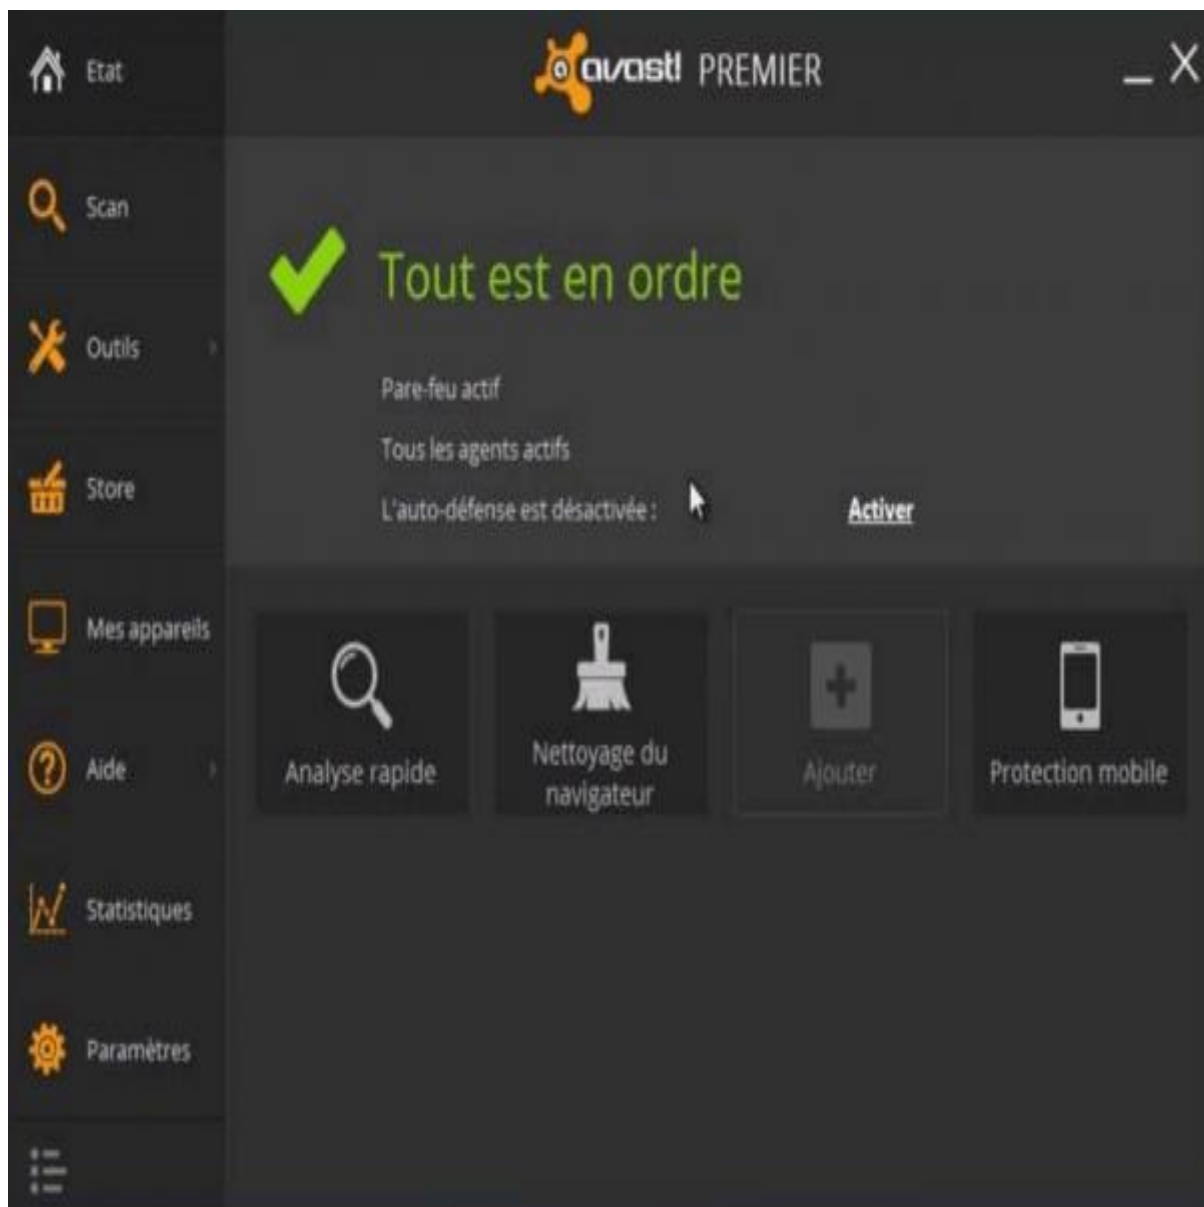 Etat
avast! PREMIER
Scan
Tout est en ordre
Outils
Pare-feu actif
Tous les agents actifs
Store
L'auto-défense est désactivée :
Activer
Mes appareils
Analyse rapide
Nettoyage du
navigateur
Ajouter
Protection mobile
Aide
Statistiques
Paramètres